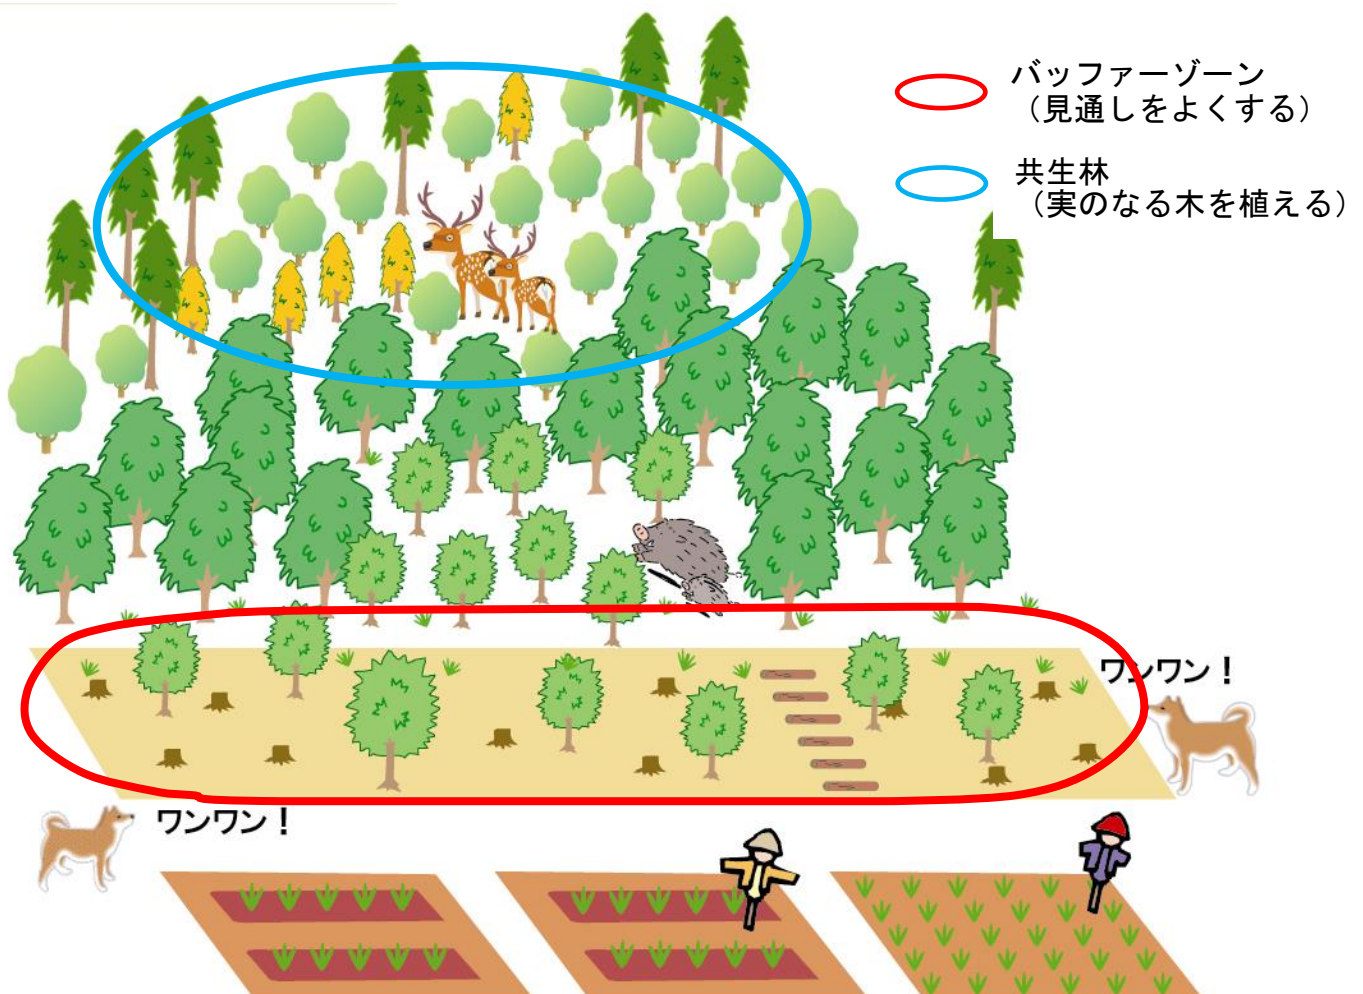 バッファーゾーン
（見通しをよくする）
共生林
（実のなる木を植える）
ワンワン！
ワンワン！